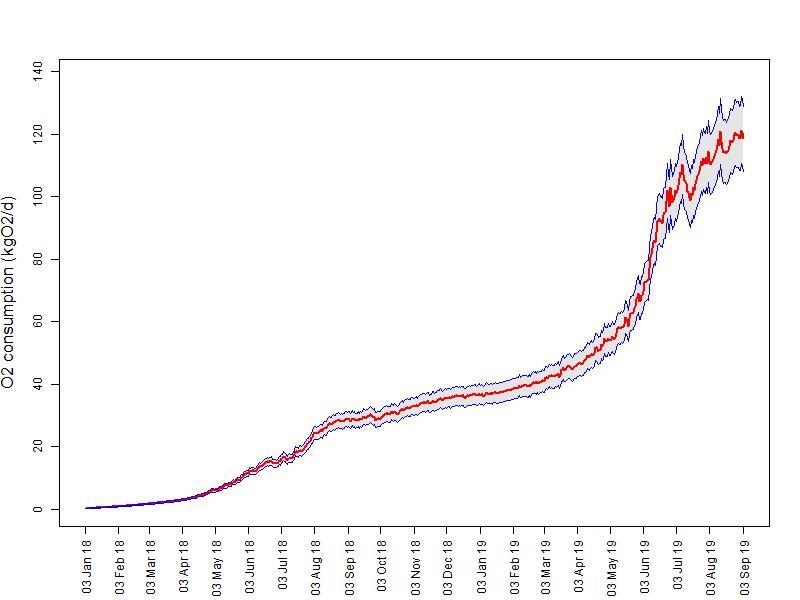 O2 consumption (kgO2/d)
140
120
100
80
60
40
20
0
03 Jan 18
03 Feb 18
03 Mar 18
03 Apr 18
03 May 18
03 Jun 18
03 Jul 18
03 Aug 18
03 Sep 18
03 Oct 18
03 Nov 18
03 Dec 18
03 Jan 19
03 Feb 19
03 Mar 19
03 Apr 19
03 May 19
03 Jun 19
03 Jul 19
03 Aug 19
03 Sep 19